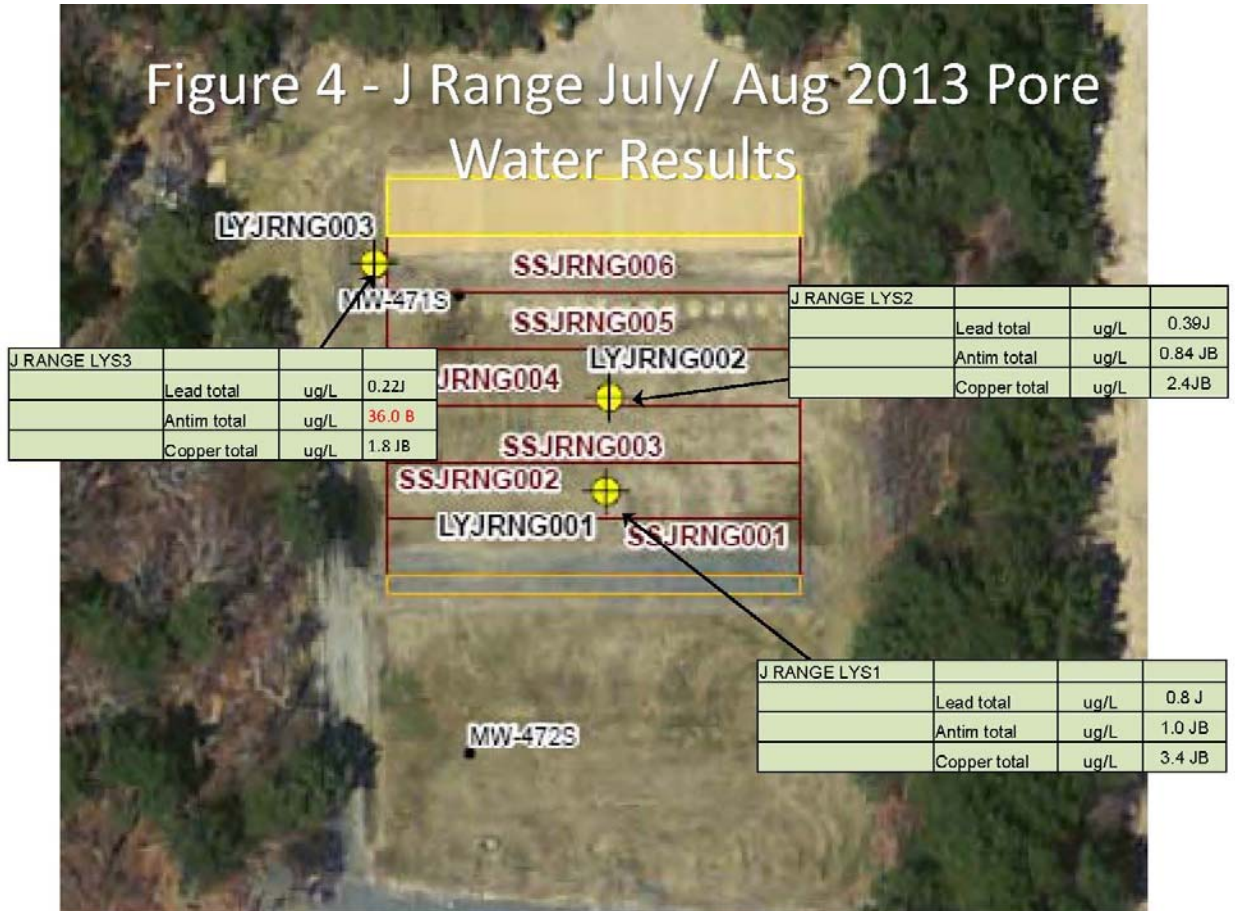 Figure 4 - J Range July/ Aug 2013 Pore
Water Results
LYJRNG003
MW-471S
SSJRNG006
SSJRNG005
LYJRNG002
JRNG004
SSJRNG003
SSJRNG002
LYJRNG001
SSJRNG001
MW-472S
J RANGE LYS3
Lead total ug/L 0.22J
Antim total ug/L 36.0 B
Copper total ug/L 1.8 JB
J RANGE LYS2
Lead total ug/L 0.39J
Antim total ug/L 0.84 JB
Copper total ug/L 2.4JB
J RANGE LYS1
Lead total ug/L 0.8 J
Antim total ug/L 1.0 JB
Copper total ug/L 3.4 JB